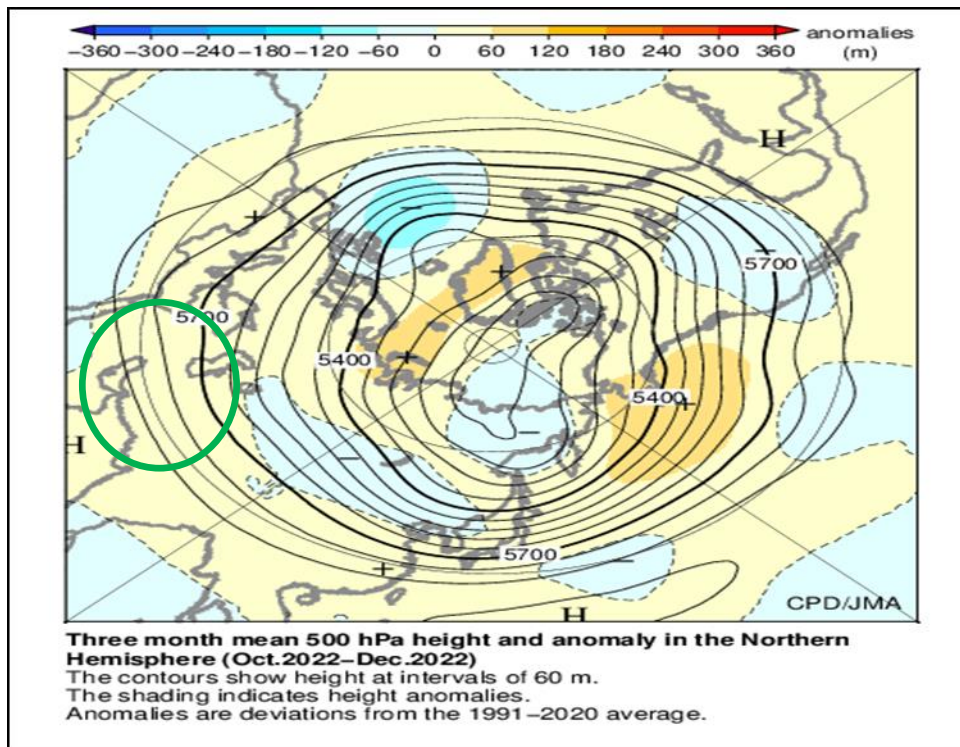 −360 −300 −240 −180 −120 −60 0 60 120 180 240 300 360 anomalies
(m)
H
5700
5700
5400
5400
H
5700
H
CPD/JMA
Three month mean 500 hPa height and anomaly in the Northern
Hemisphere (Oct.2022−Dec.2022)
The contours show height at intervals of 60 m.
The shading indicates height anomalies.
Anomalies are deviations from the 1991−2020 average.